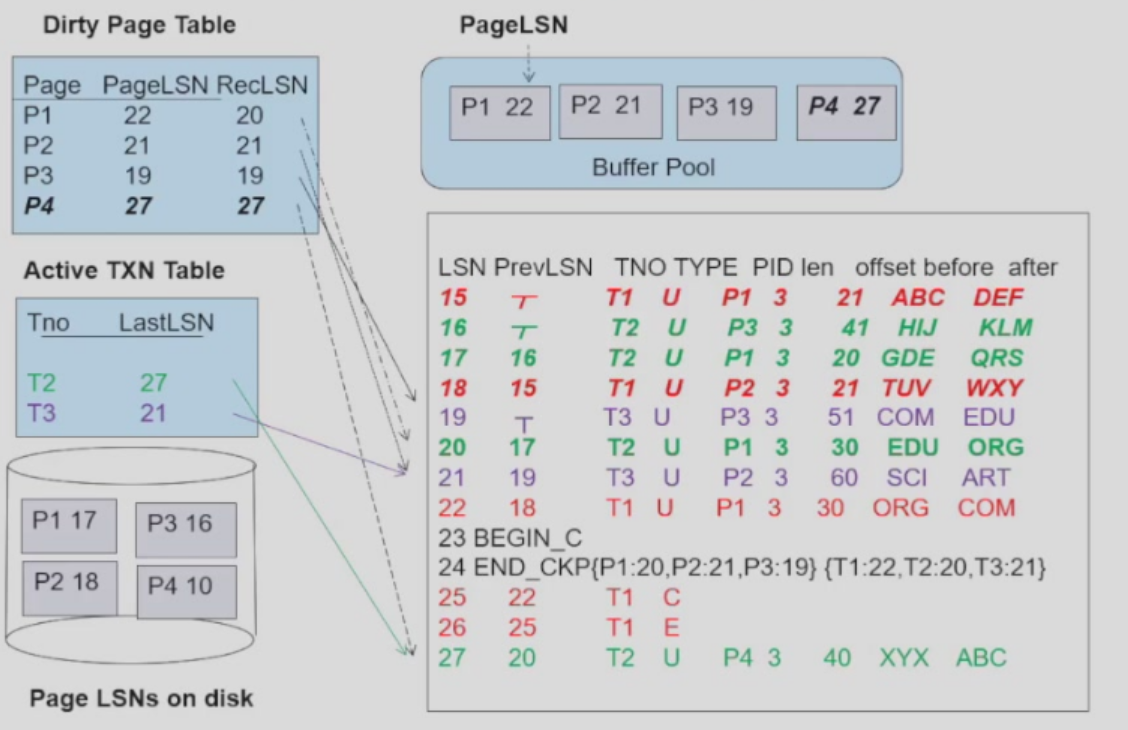 Dirty Page Table
Page PageLSN RecLSN
P1 22 20
P2 21 21
P3 19 19
P4 27 27
Active TXN Table
Tno LastLSN
T2 27
T3 21
P1 17 P3 16
P2 18 P4 10
Page LSNs on disk
PageLSN
P1 22 P2 21 P3 19 P4 27
Buffer Pool
LSN PrevLSN TNO TYPE PID len offset before after
15 ┬ T1 U P1 3 21 ABC DEF
16 ┬ T2 U P3 3 41 HIJ KLM
17 16 T2 U P1 3 20 GDE QRS
18 15 T1 U P2 3 21 TUV WXY
19 ┬ T3 U P3 3 51 COM EDU
20 17 T2 U P1 3 30 EDU ORG
21 19 T3 U P2 3 60 SCI ART
22 18 T1 U P1 3 30 ORG COM
23 BEGIN_C
24 END_CKP{P1:20,P2:21,P3:19} {T1:22,T2:20,T3:21}
25 22 T1 C
26 25 T1 E
27 20 T2 U P4 3 40 XYX ABC